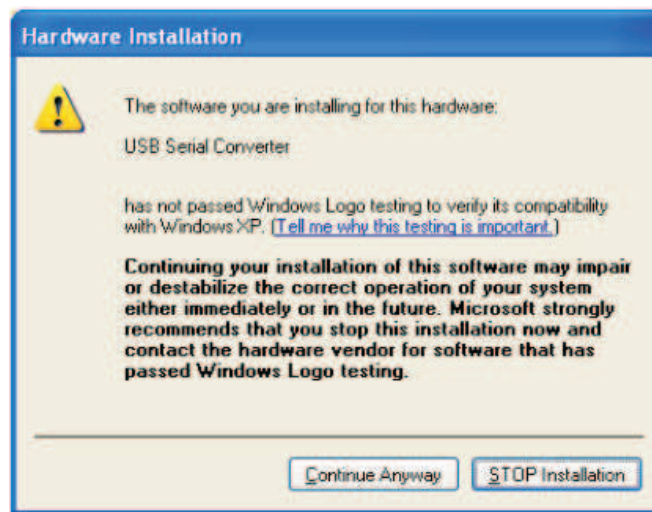 Hardware Installation
The software you are installing for this hardware:
USB Serial Converter
has not passed Windows Logo testing to verify its compatibility
with Windows XP. (Tell me why this testing is important.)
Continuing your installation of this software may impair
or destabilize the correct operation of your system
either immediately or in the future. Microsoft strongly
recommends that you stop this installation now and
contact the hardware vendor for software that has
passed Windows Logo testing.
Continue Anyway STOP Installation